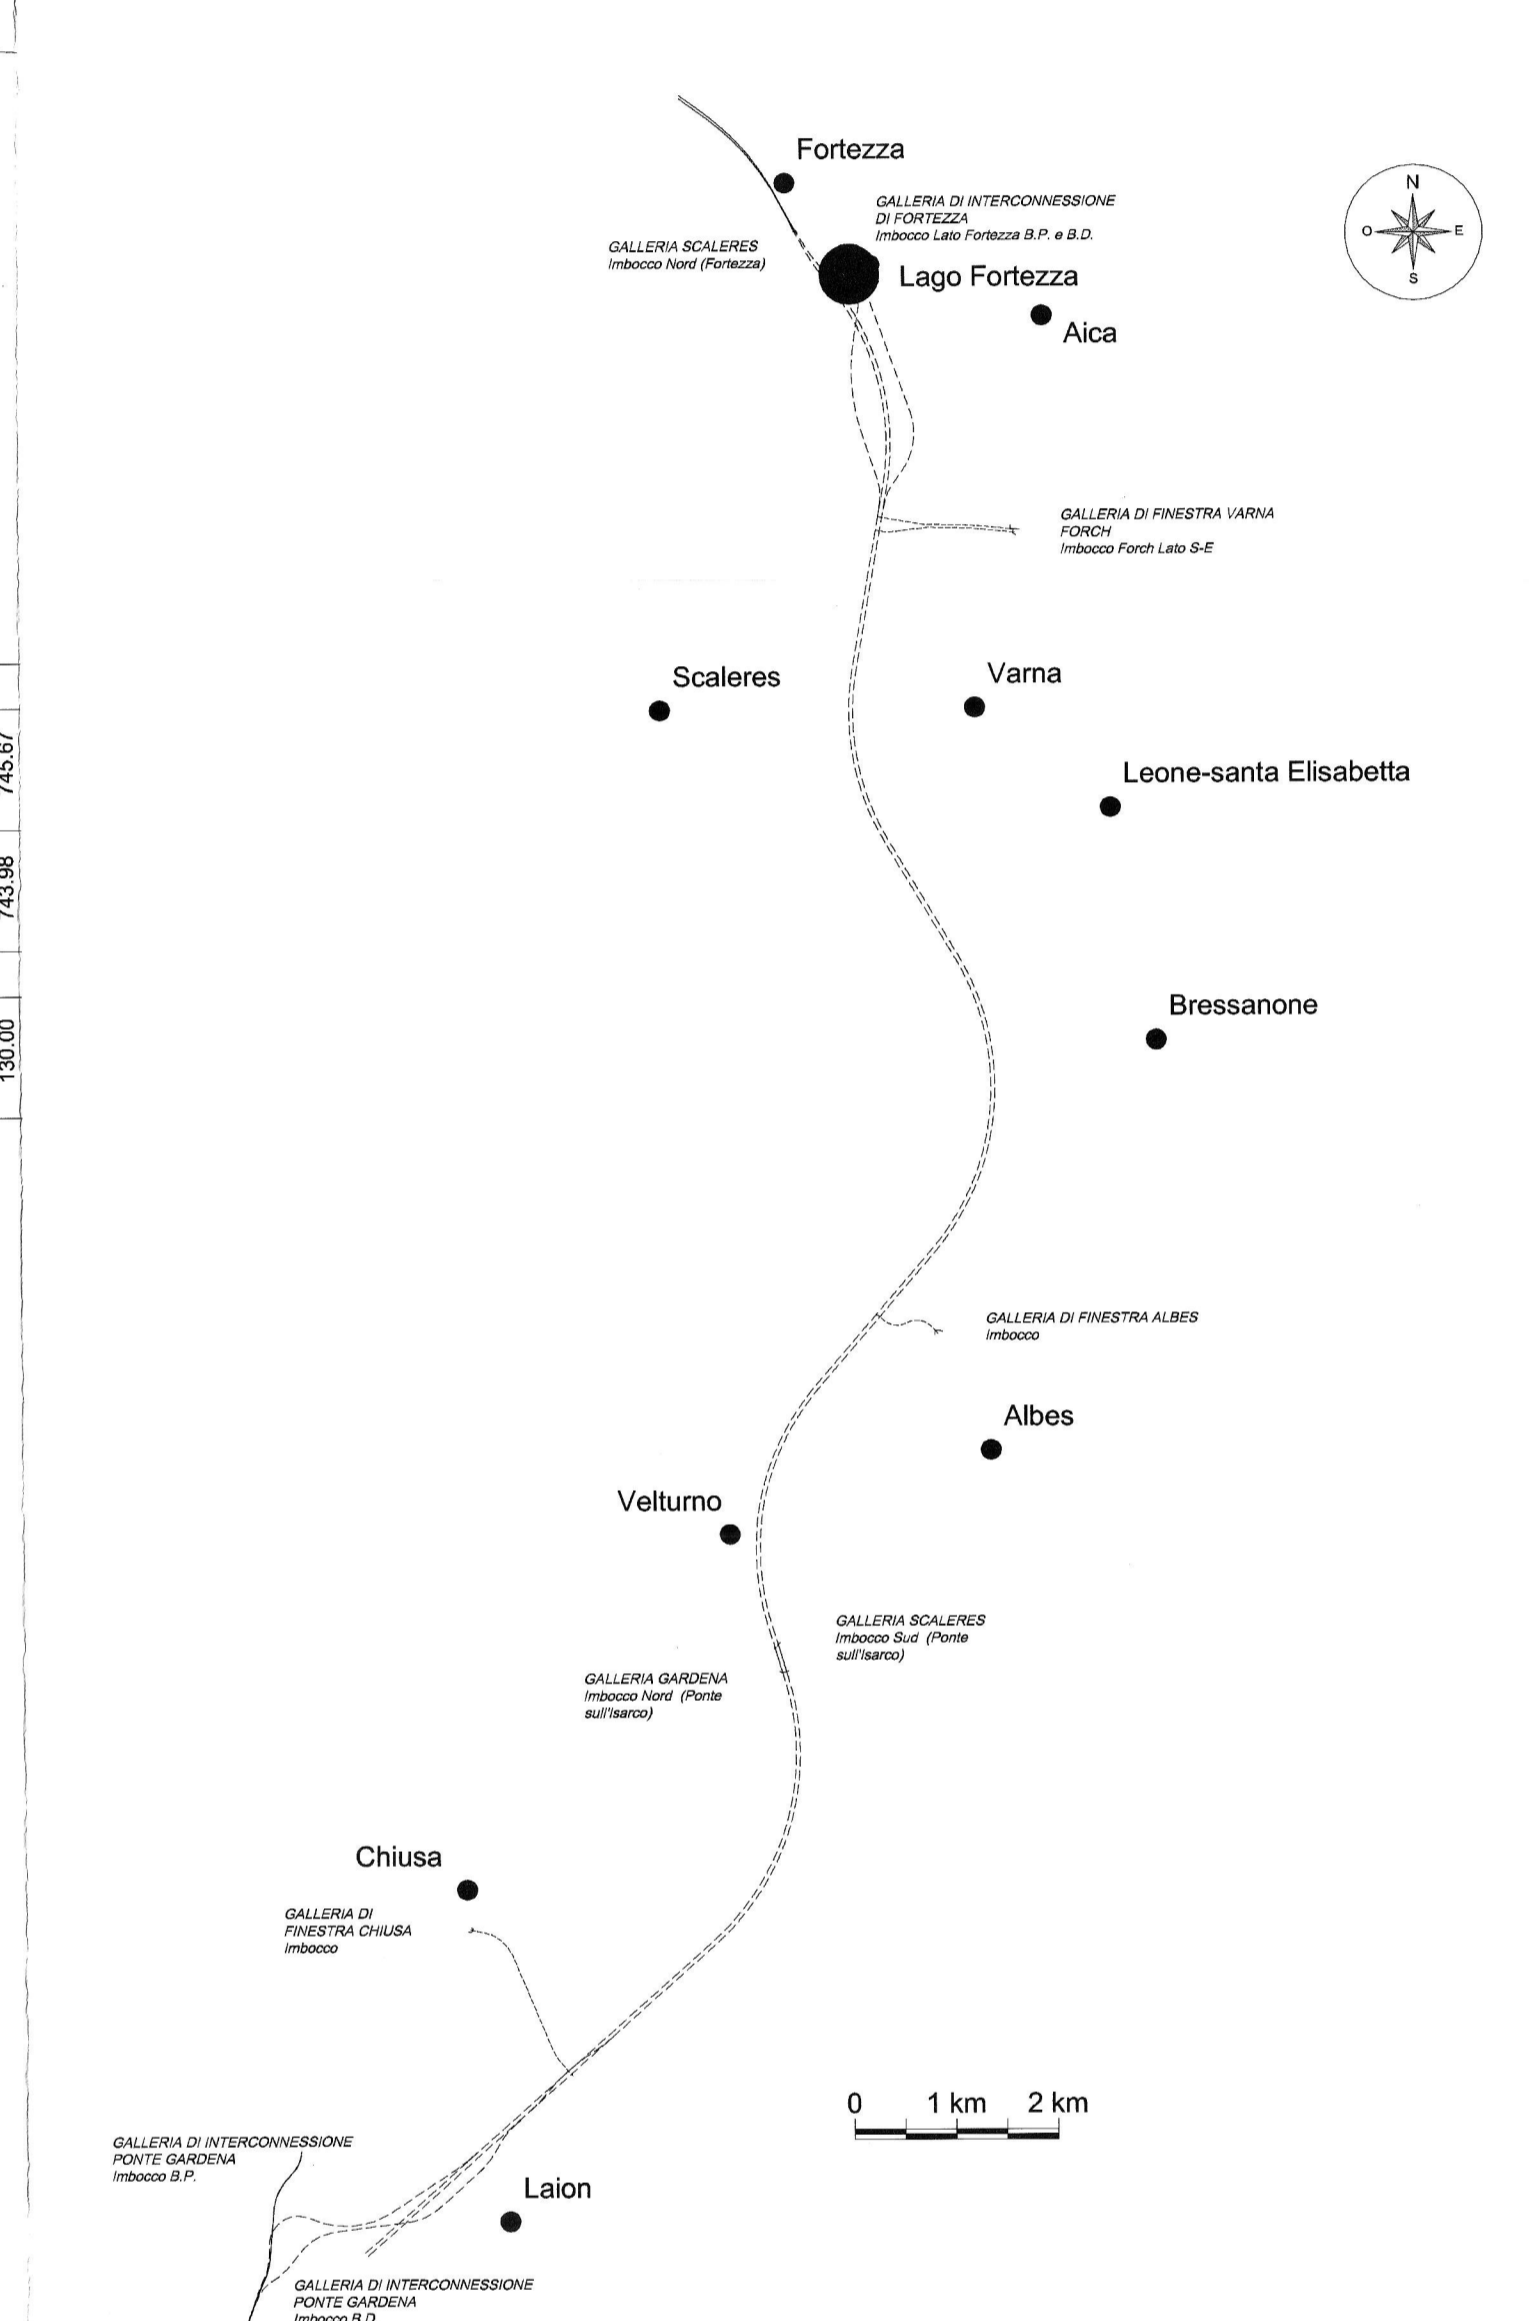 Fortezza
GALLERIA DI INTERCONNESSIONE
DI FORTEZZA
Imbocco Lato Fortezza B.P. e B.D.
N
O
E
S
GALLERIA SCALERES
Imbocco Nord (Fortezza)
Lago Fortezza
Aica
GALLERIA DI FINESTRA VARNA
FORCH
Imbocco Forch Lato S-E
Scaleres
Varna
745.67
Leone-santa Elisabetta
743.98
Bressanone
130.00
GALLERIA DI FINESTRA ALBES
Imbocco
Albes
Velturno
GALLERIA SCALERES
Imbocco Sud (Ponte
sull'Isarco)
GALLERIA GARDENA
Imbocco Nord (Ponte
sull'Isarco)
Chiusa
GALLERIA DI
FINESTRA CHIUSA
Imbocco
0 1 km 2 km
GALLERIA DI INTERCONNESSIONE
PONTE GARDENA
Imbocco B.P.
Laion
GALLERIA DI INTERCONNESSIONE
PONTE GARDENA
Imbocco B.D.